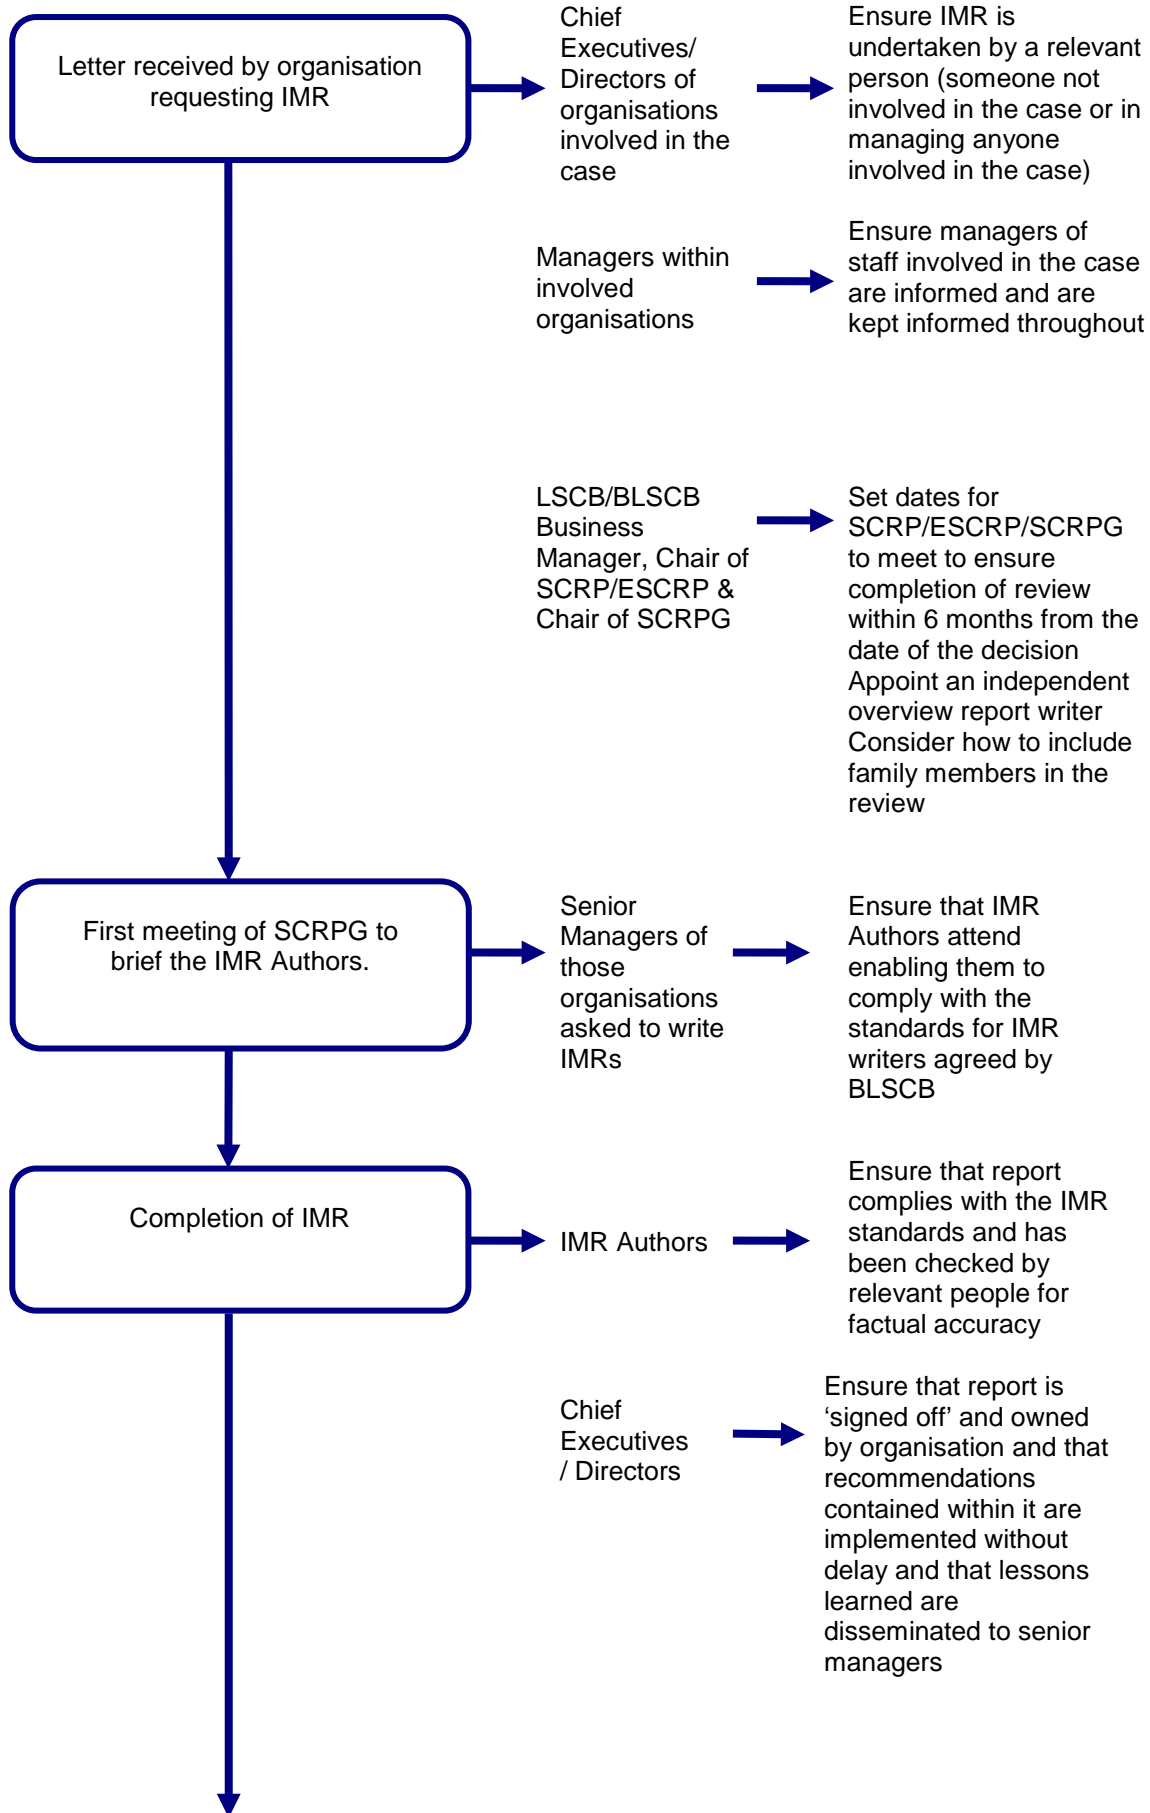 Letter received by organisation
requesting IMR
Chief
Executives/
Directors of
organisations
involved in the
case
Ensure IMR is
undertaken by a relevant
person (someone not
involved in the case or in
managing anyone
involved in the case)
Managers within
involved
organisations
Ensure managers of
staff involved in the case
are informed and are
kept informed throughout
LSCB/BLSCB
Business
Manager, Chair of
SCRP/ESCRP &
Chair of SCRPG
Set dates for
SCRP/ESCRP/SCRPG
to meet to ensure
completion of review
within 6 months from the
date of the decision
Appoint an independent
overview report writer
Consider how to include
family members in the
review
First meeting of SCRPG to
brief the IMR Authors.
Senior
Managers of
those
organisations
asked to write
IMRs
Ensure that IMR
Authors attend
enabling them to
comply with the
standards for IMR
writers agreed by
BLSCB
Completion of IMR
IMR Authors
Ensure that report
complies with the IMR
standards and has
been checked by
relevant people for
factual accuracy
Chief
Executives
/ Directors
Ensure that report is
‘signed off’ and owned
by organisation and that
recommendations
contained within it are
implemented without
delay and that lessons
learned are
disseminated to senior
managers